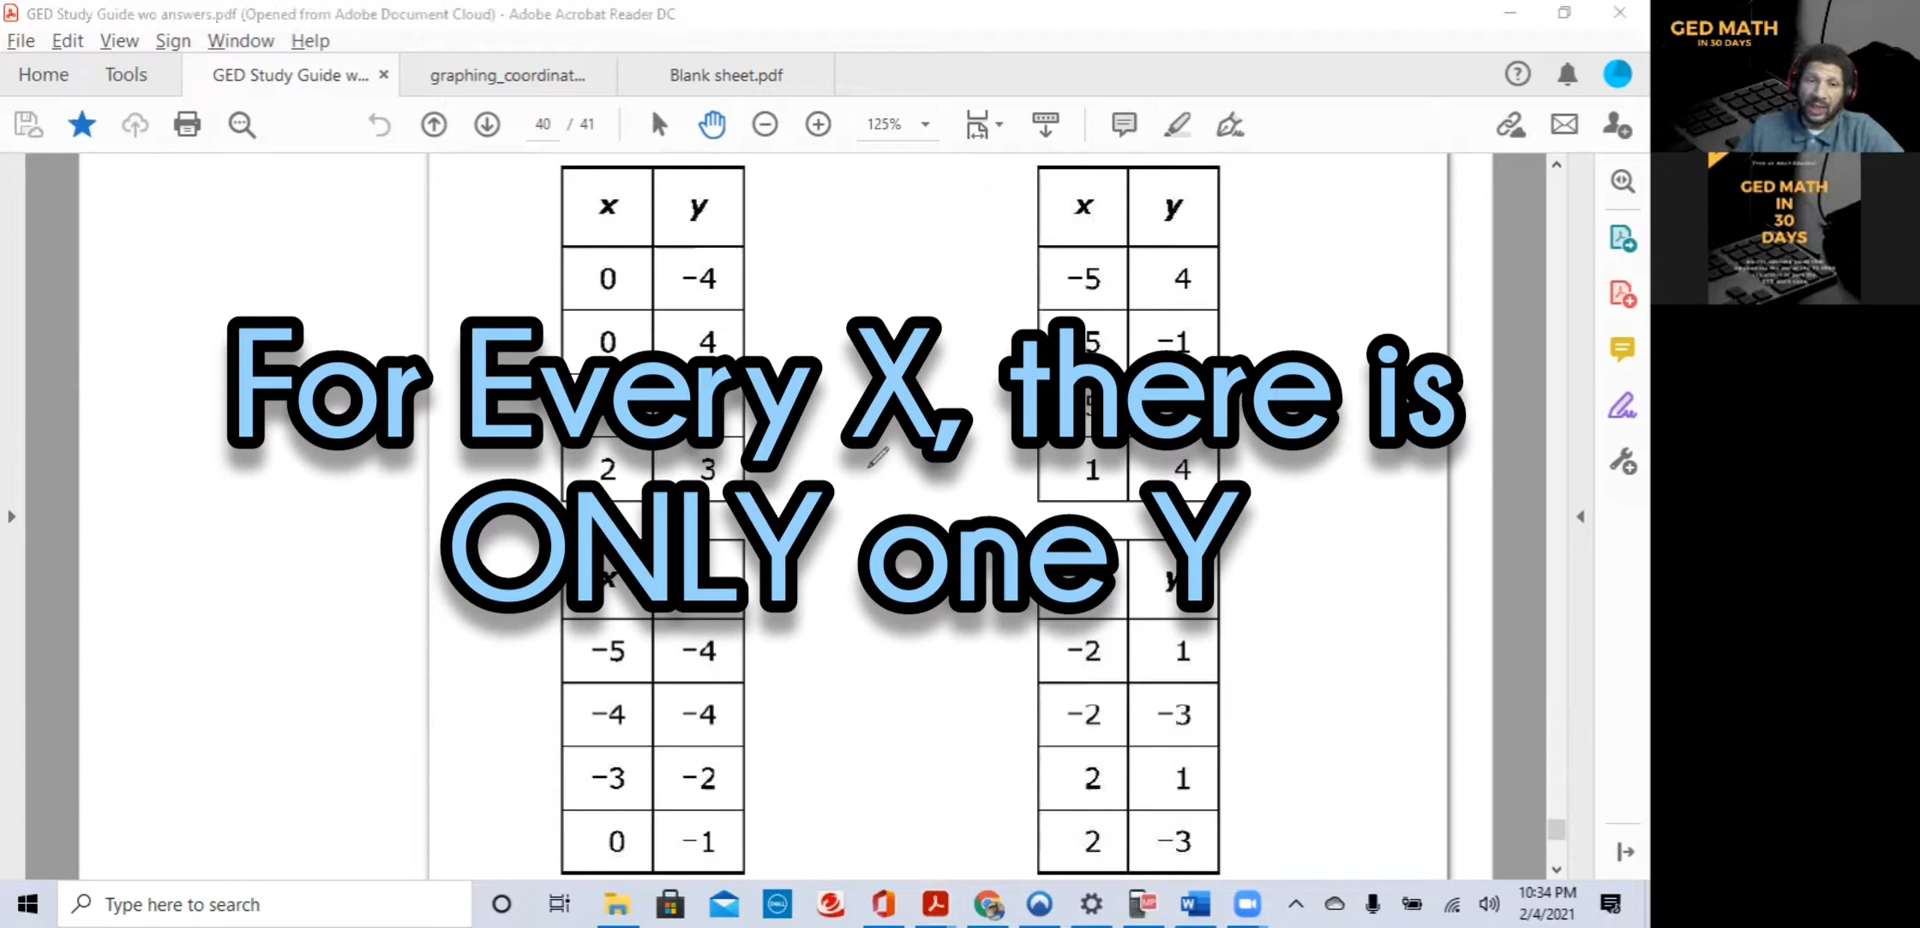 GED Study Guide wo answers.pdf (Opened from Adobe Document Cloud) - Adobe Acrobat Reader DC
File Edit View Sign Window Help
Home Tools GED Study Guide w... × graphing_coordinat... Blank sheet.pdf
40 / 41 125%
x y
0 −4
0 4
2 3
x y
−5 4
5 −1
5
1 4
For Every X, there is
ONLY one Y
x
−5 −4
−4 −4
−3 −2
0 −1
y
−2 1
−2 −3
2 1
2 −3
GED MATH
IN 30 DAYS
GED MATH
IN
30
DAYS
Type here to search
DELL
10:34 PM
2/4/2021